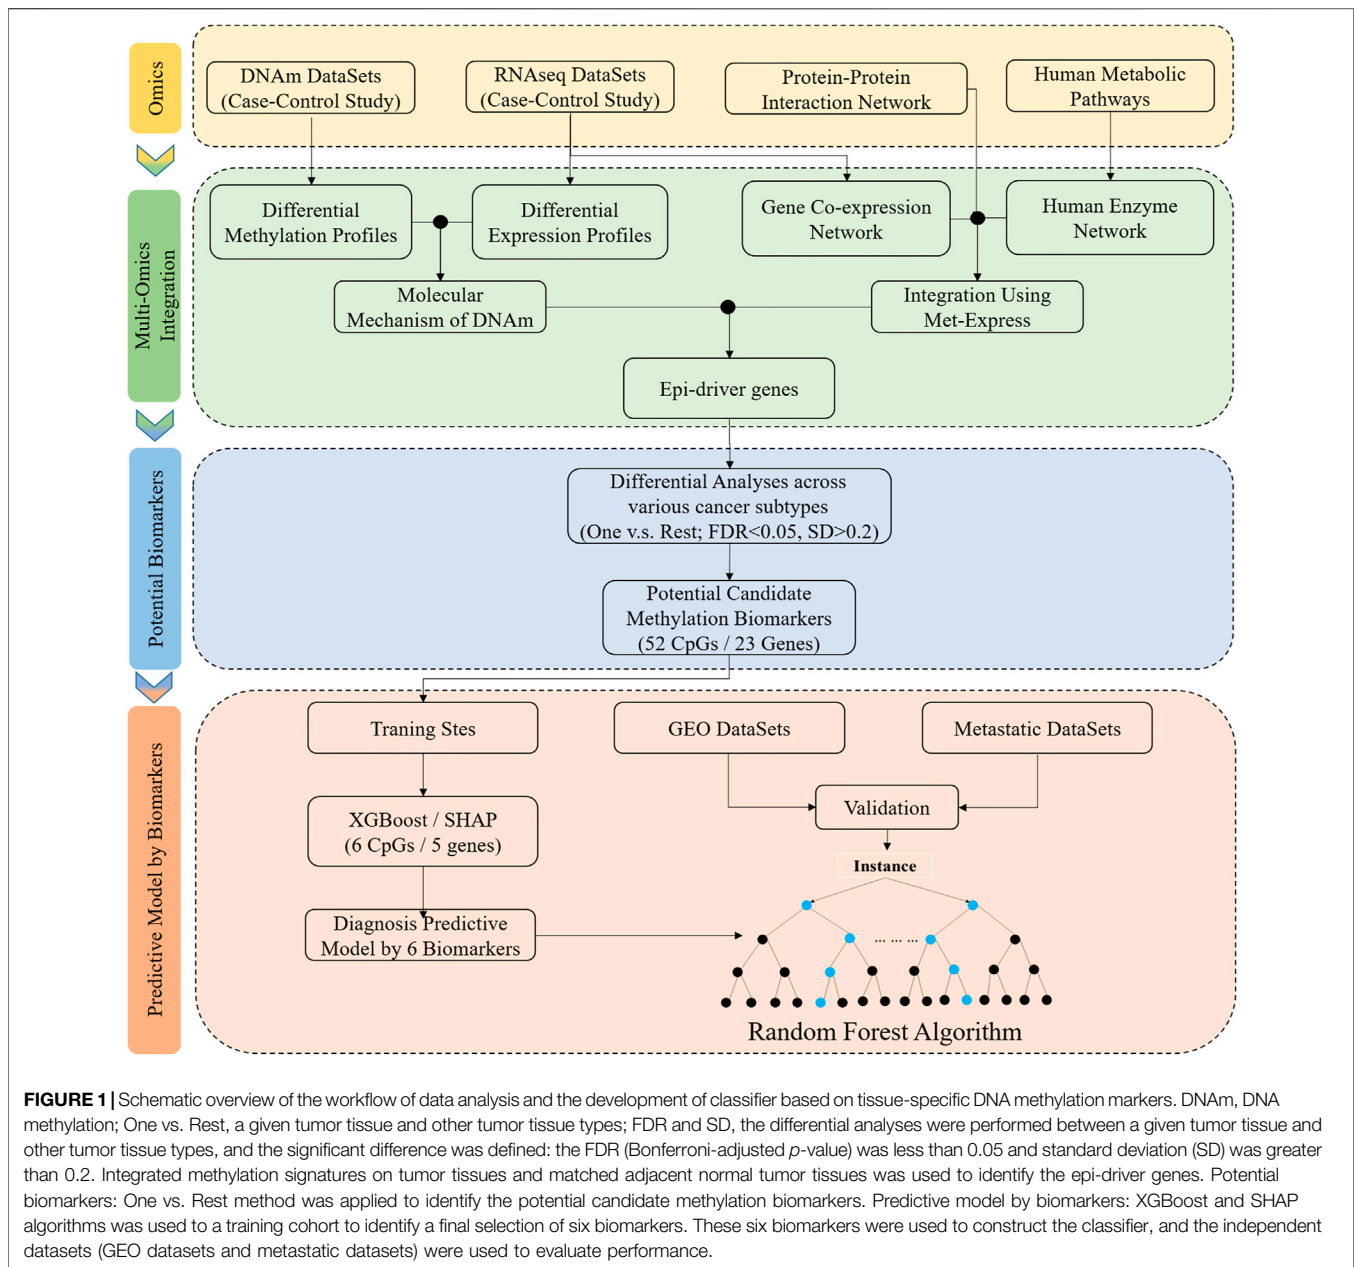 Omics
DNAm DataSets
(Case-Control Study)
RNAseq DataSets
(Case-Control Study)
Protein-Protein
Interaction Network
Human Metabolic
Pathways
Multi-Omics
Integration
Differential
Methylation Profiles
Differential
Expression Profiles
Gene Co-expression
Network
Human Enzyme
Network
Molecular
Mechanism of DNAm
Integration Using
Met-Express
Epi-driver genes
Potential Biomarkers
Differential Analyses across
various cancer subtypes
(One v.s. Rest; FDR<0.05, SD>0.2)
Potential Candidate
Methylation Biomarkers
(52 CpGs / 23 Genes)
Predictive Model by Biomarkers
Traning Stes
GEO DataSets
Metastatic DataSets
XGBoost / SHAP
(6 CpGs / 5 genes)
Validation
Instance
Diagnosis Predictive
Model by 6 Biomarkers
... ... ...
Random Forest Algorithm
FIGURE 1 | Schematic overview of the workflow of data analysis and the development of classifier based on tissue-specific DNA methylation markers. DNAm, DNA
methylation; One vs. Rest, a given tumor tissue and other tumor tissue types; FDR and SD, the differential analyses were performed between a given tumor tissue and
other tumor tissue types, and the significant difference was defined: the FDR (Bonferroni-adjusted p-value) was less than 0.05 and standard deviation (SD) was greater
than 0.2. Integrated methylation signatures on tumor tissues and matched adjacent normal tumor tissues was used to identify the epi-driver genes. Potential
biomarkers: One vs. Rest method was applied to identify the potential candidate methylation biomarkers. Predictive model by biomarkers: XGBoost and SHAP
algorithms was used to a training cohort to identify a final selection of six biomarkers. These six biomarkers were used to construct the classifier, and the independent
datasets (GEO datasets and metastatic datasets) were used to evaluate performance.